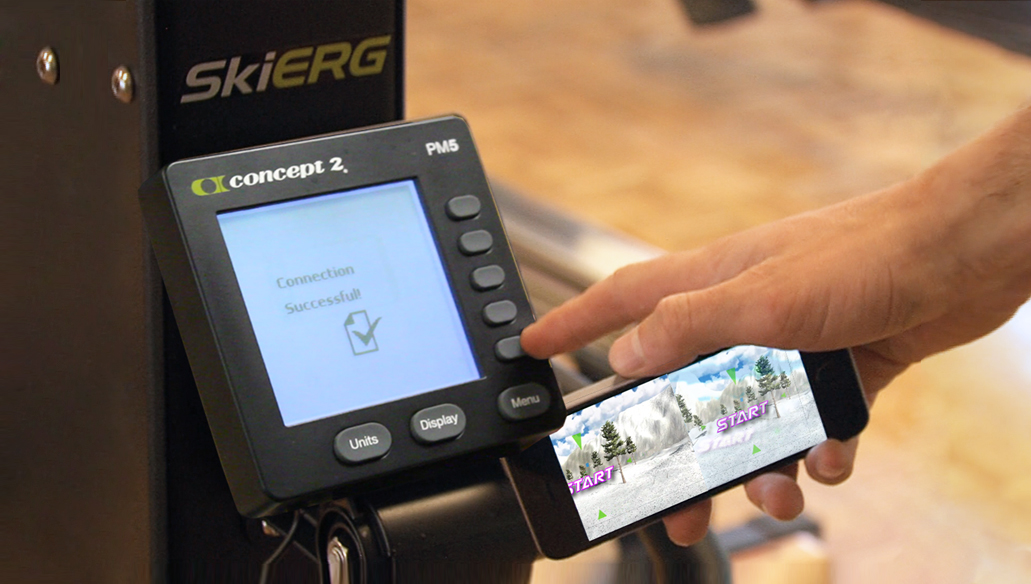 SkiERG
concept 2.
PM5
Connection
Successful!
Units
Display
Menu
START
START
START